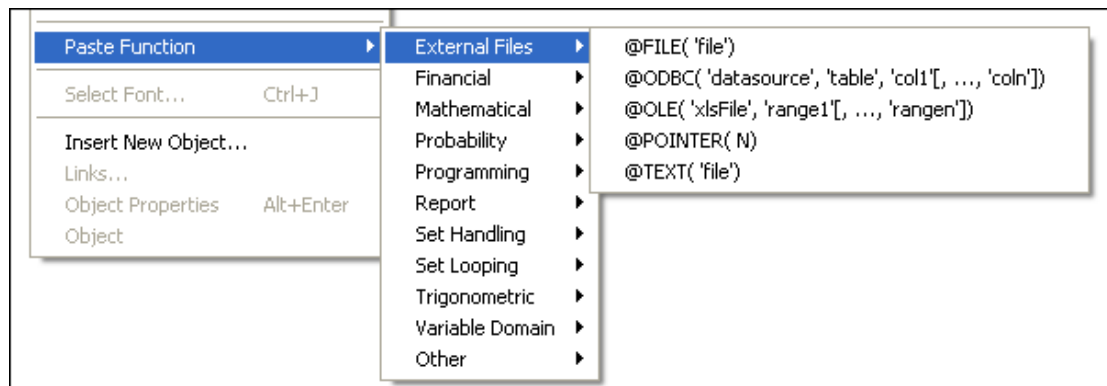 Paste Function
Select Font... Ctrl+J
Insert New Object...
Links...
Object Properties Alt+Enter
Object
External Files
Financial
Mathematical
Probability
Programming
Report
Set Handling
Set Looping
Trigonometric
Variable Domain
Other
@FILE( 'file')
@ODBC( 'datasource', 'table', 'col1'[, ..., 'coln'])
@OLE( 'xlsFile', 'range1'[, ..., 'rangen'])
@POINTER( N)
@TEXT( 'file')